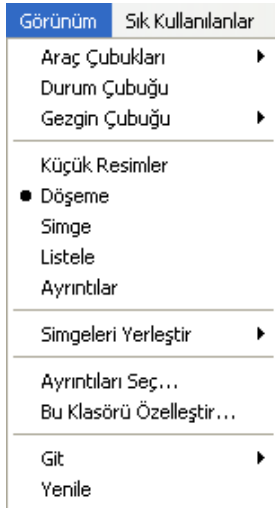 Görünüm Sık Kullanılanlar
Araç Çubukları
Durum Çubuğu
Gezgin Çubuğu
Küçük Resimler
Döşeme
Simge
Listele
Ayrıntılar
Simgeleri Yerleştir
Ayrıntıları Seç...
Bu Klasörü Özelleştir...
Git
Yenile